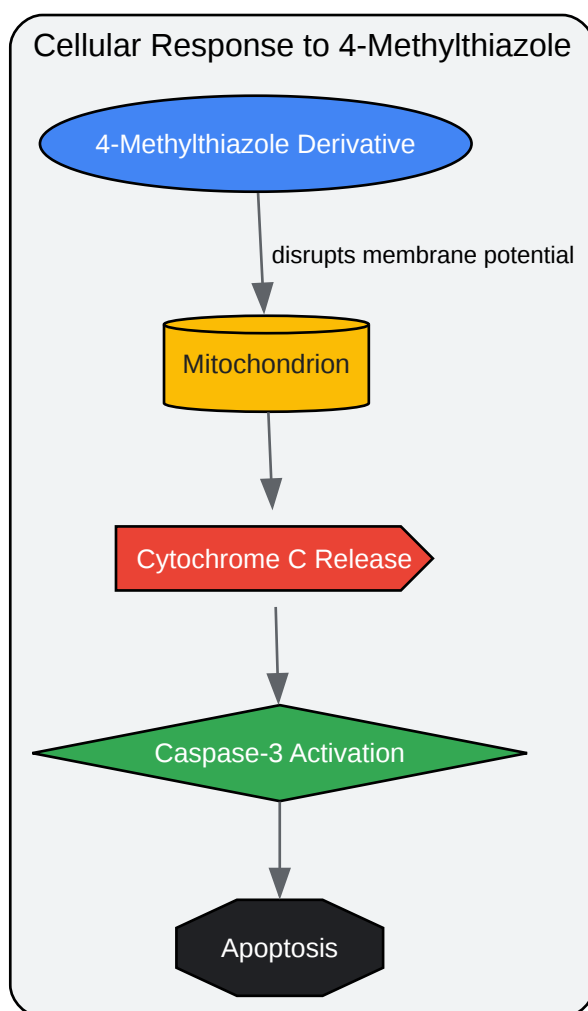 Cellular Response to 4-Methylthiazole
4-Methylthiazole Derivative
disrupts membrane potential
Mitochondrion
Cytochrome C Release
Caspase-3 Activation
Apoptosis